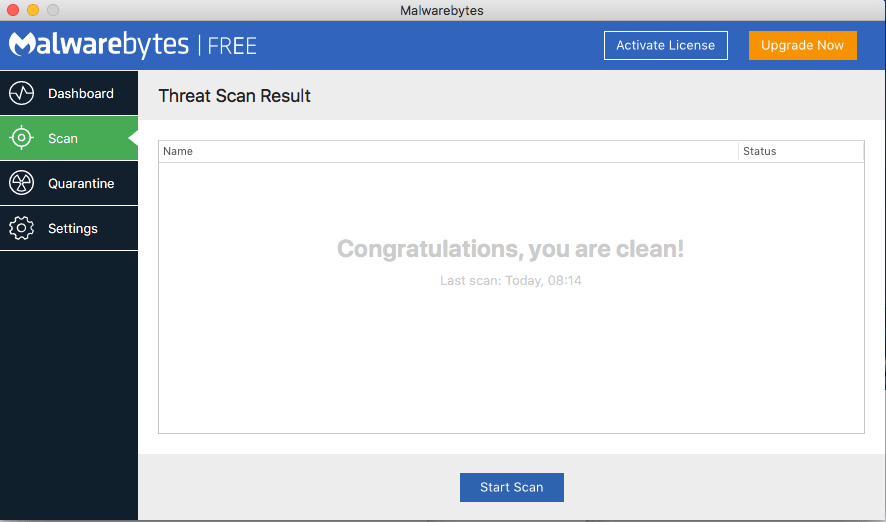 Malwarebytes
Malwarebytes | FREE
Activate License
Upgrade Now
Dashboard
Scan
Quarantine
Settings
Threat Scan Result
Name
Status
Congratulations, you are clean!
Last scan: Today, 08:14
Start Scan